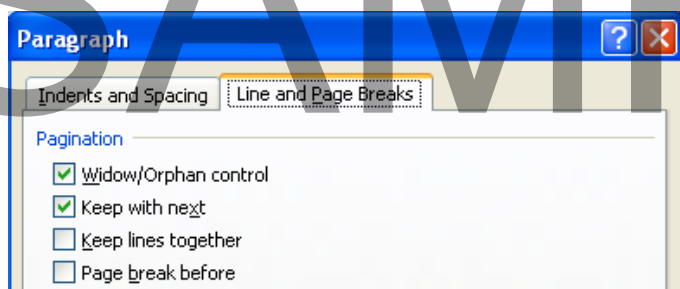 Paragraph
Indents and Spacing
Line and Page Breaks
Pagination
Widow/Orphan control
Keep with next
Keep lines together
Page break before